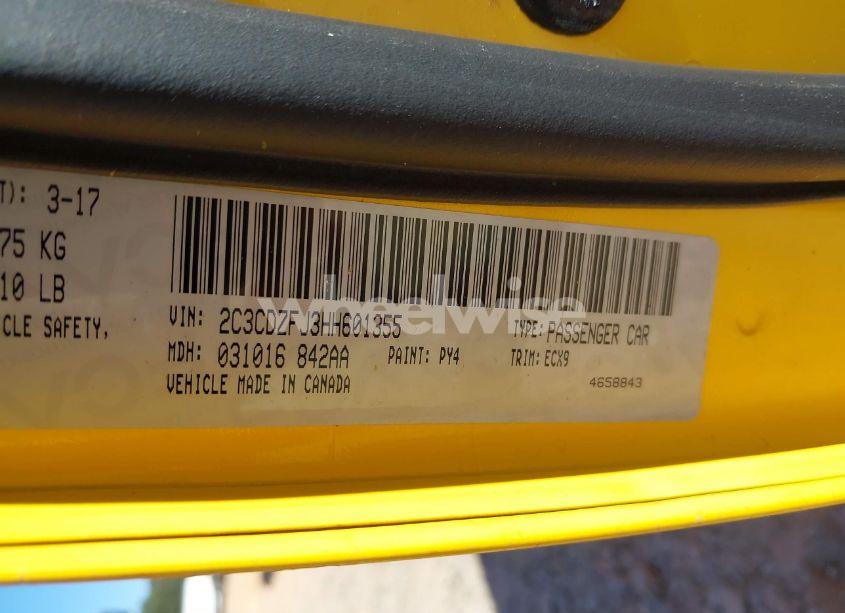 T): 3-17
75 KG
10 LB
CLE SAFETY,
VIN: 2C3CDZFJ3HH601355 TYPE: PASSENGER CAR
MDH: 031016 842AA PAINT: PY4 TRIM: ECX9
VEHICLE MADE IN CANADA 4658843
wheelwise